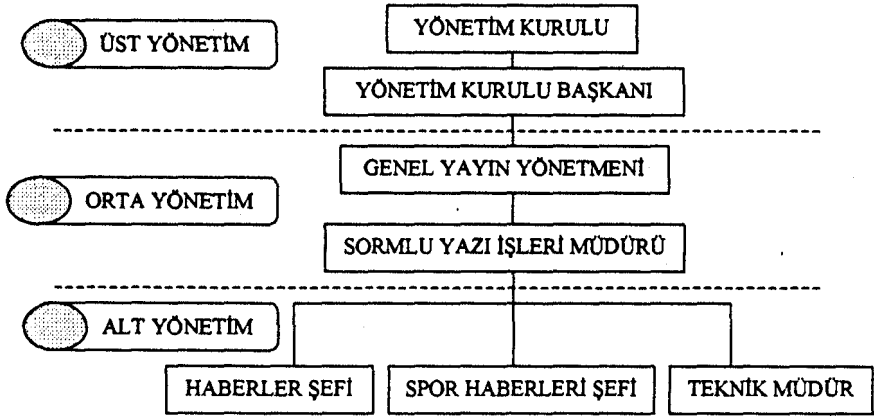 ÜST YÖNETİM
YÖNETİM KURULU
YÖNETİM KURULU BAŞKANI
ORTA YÖNETİM
GENEL YAYIN YÖNETMENİ
SORMLU YAZI İŞLERİ MÜDÜRÜ
ALT YÖNETİM
HABERLER ŞEFİ
SPOR HABERLERİ ŞEFİ
TEKNİK MÜDÜR